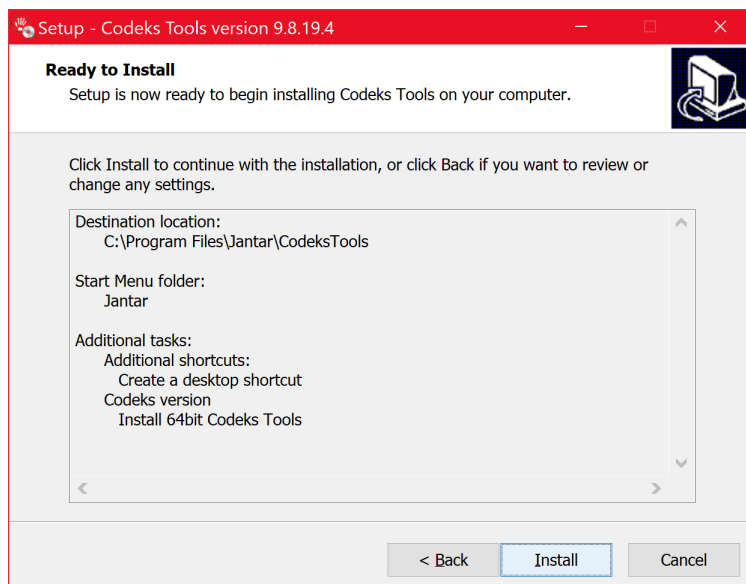 Setup - Codeks Tools version 9.8.19.4
Ready to Install
Setup is now ready to begin installing Codeks Tools on your computer.
Click Install to continue with the installation, or click Back if you want to review or
change any settings.
Destination location:
C:\Program Files\Jantar\CodeksTools
Start Menu folder:
Jantar
Additional tasks:
Additional shortcuts:
Create a desktop shortcut
Codeks version
Install 64bit Codeks Tools
< Back
Install
Cancel